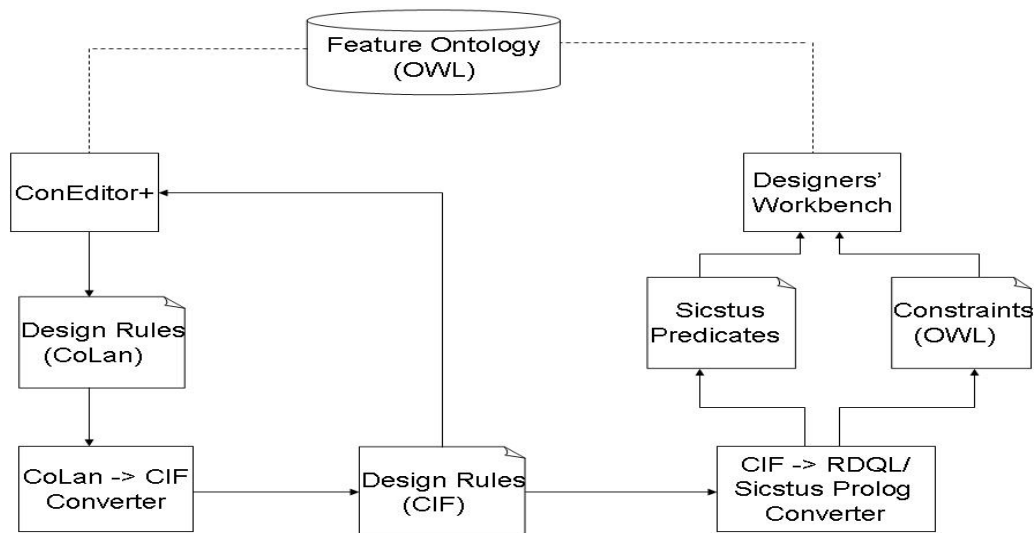 Feature Ontology
(OWL)
ConEditor+
Designers'
Workbench
Design Rules
(CoLan)
Sicstus
Predicates
Constraints
(OWL)
CoLan -> CIF
Converter
Design Rules
(CIF)
CIF -> RDQL/
Sicstus Prolog
Converter